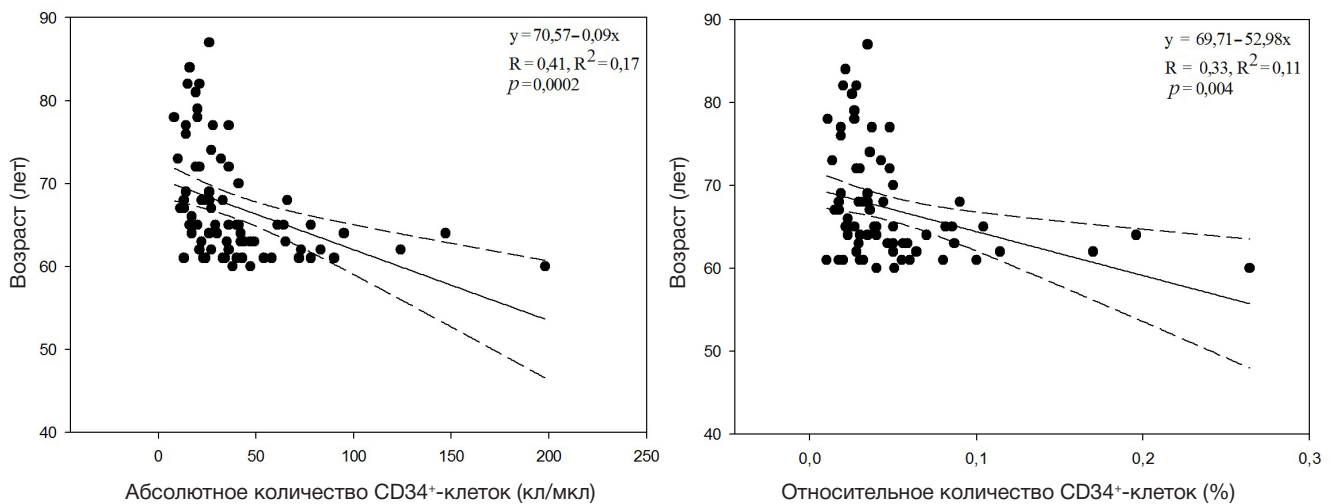 90
80
70
60
50
40
Возраст (лет)
y=70,57–0,09x
R=0,41, R²=0,17
p=0,0002
0
50
100
150
200
250
Абсолютное количество CD34⁺-клеток (кл/мкл)
90
80
70
60
50
40
Возраст (лет)
y = 69,71–52,98x
R = 0,33, R²=0,11
p=0,004
0,0
0,1
0,2
0,3
Относительное количество CD34⁺-клеток (%)